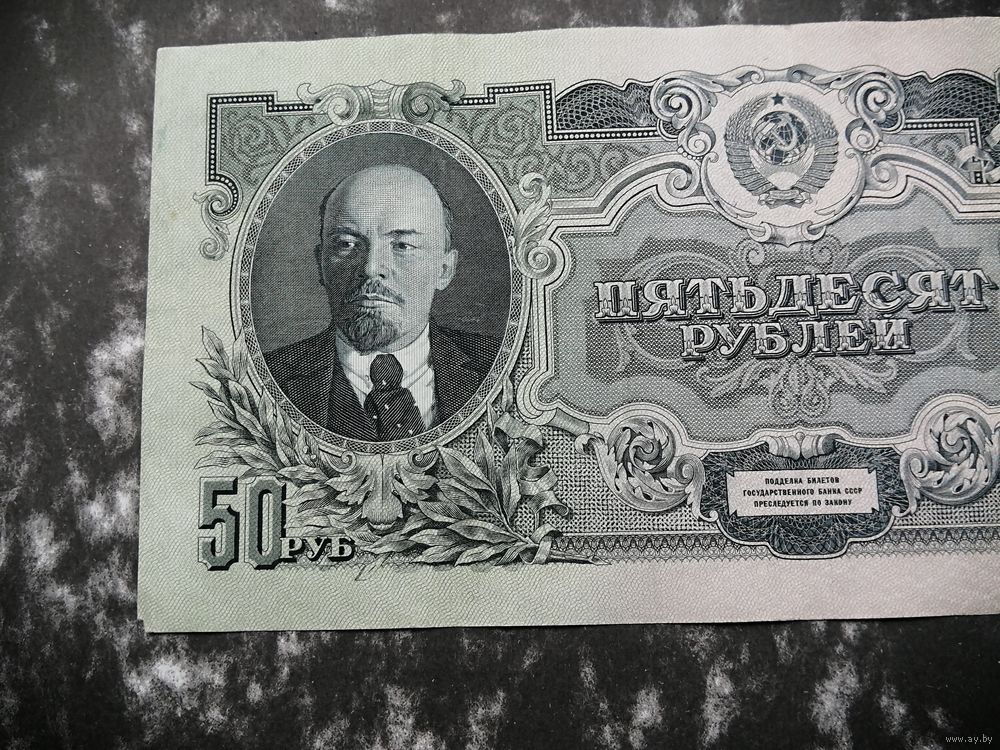 ПЯТЬДЕСЯТ
РУБЛЕЙ
ПОДДЕЛКА БИЛЕТОВ
ГОСУДАРСТВЕННОГО БАНКА СССР
ПРЕСЛЕДУЕТСЯ ПО ЗАКОНУ
50 РУБ
www.ay.by